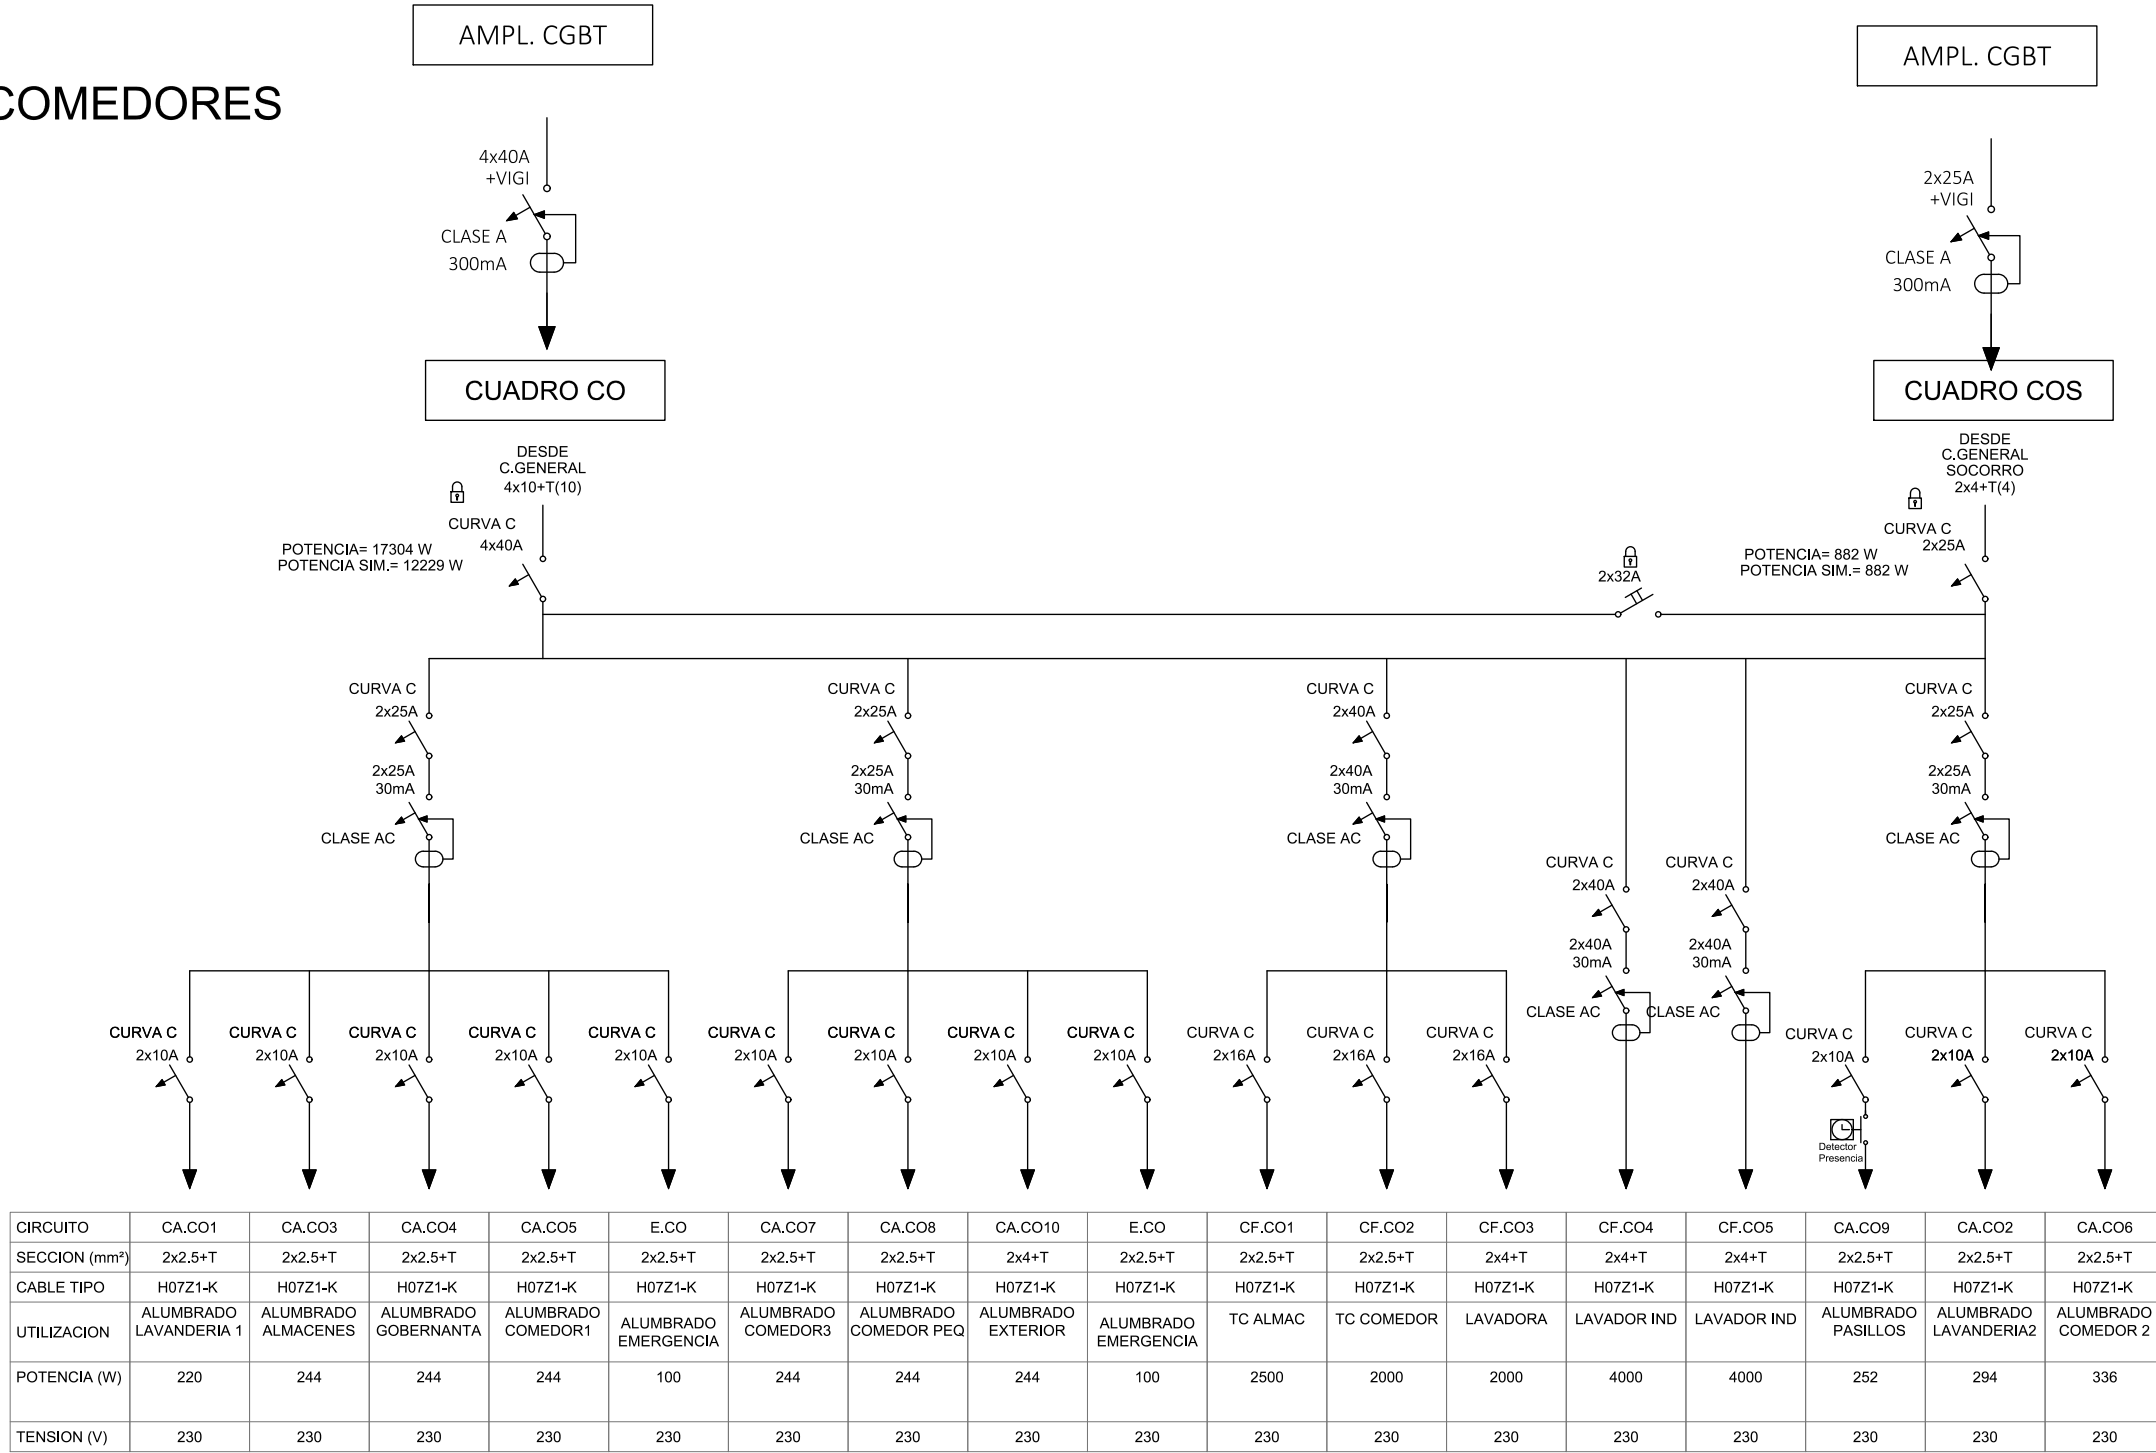 AMPL. CGBT
AMPL. CGBT
COMEDORES
4x40A
+VIGI
CLASE A
300mA
2x25A
+VIGI
CLASE A
300mA
CUADRO CO
CUADRO COS
DESDE
C.GENERAL
4x10+T(10)
CURVA C
4x40A
POTENCIA= 17304 W
POTENCIA SIM.= 12229 W
DESDE
C.GENERAL
SOCORRO
2x4+T(4)
CURVA C
2x25A
POTENCIA= 882 W
POTENCIA SIM.= 882 W
2x32A
CURVA C
2x25A
2x25A
30mA
CLASE AC
CURVA C
2x25A
2x25A
30mA
CLASE AC
CURVA C
2x40A
2x40A
30mA
CLASE AC
CURVA C
2x40A
2x40A
30mA
CLASE AC
CURVA C
2x40A
2x40A
30mA
CLASE AC
CURVA C
2x25A
2x25A
30mA
CLASE AC
CURVA C
2x10A
CURVA C
2x10A
CURVA C
2x10A
CURVA C
2x10A
CURVA C
2x10A
CURVA C
2x10A
CURVA C
2x10A
CURVA C
2x10A
CURVA C
2x10A
CURVA C
2x16A
CURVA C
2x16A
CURVA C
2x16A
CURVA C
2x10A
CURVA C
2x10A
CURVA C
2x10A
Detector
Presencia
CIRCUITO CA.CO1 CA.CO3 CA.CO4 CA.CO5 E.CO CA.CO7 CA.CO8 CA.CO10 E.CO CF.CO1 CF.CO2 CF.CO3 CF.CO4 CF.CO5 CA.CO9 CA.CO2 CA.CO6
SECCION (mm²) 2x2.5+T 2x2.5+T 2x2.5+T 2x2.5+T 2x2.5+T 2x2.5+T 2x2.5+T 2x4+T 2x2.5+T 2x2.5+T 2x2.5+T 2x4+T 2x4+T 2x4+T 2x2.5+T 2x2.5+T 2x2.5+T
CABLE TIPO H07Z1-K H07Z1-K H07Z1-K H07Z1-K H07Z1-K H07Z1-K H07Z1-K H07Z1-K H07Z1-K H07Z1-K H07Z1-K H07Z1-K H07Z1-K H07Z1-K H07Z1-K H07Z1-K H07Z1-K
UTILIZACION
ALUMBRADO
LAVANDERIA 1
ALUMBRADO
ALMACENES
ALUMBRADO
GOBERNANTA
ALUMBRADO
COMEDOR1
ALUMBRADO
EMERGENCIA
ALUMBRADO
COMEDOR3
ALUMBRADO
COMEDOR PEQ
ALUMBRADO
EXTERIOR
ALUMBRADO
EMERGENCIA
TC ALMAC
TC COMEDOR
LAVADORA
LAVADOR IND
LAVADOR IND
ALUMBRADO
PASILLOS
ALUMBRADO
LAVANDERIA2
ALUMBRADO
COMEDOR 2
POTENCIA (W) 220 244 244 244 100 244 244 244 100 2500 2000 2000 4000 4000 252 294 336
TENSION (V) 230 230 230 230 230 230 230 230 230 230 230 230 230 230 230 230 230